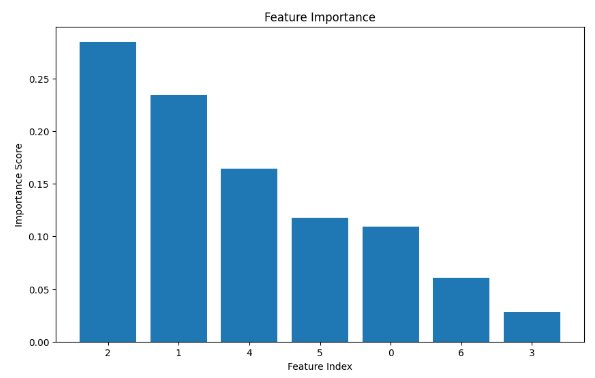 Feature Importance
Importance Score
0.25
0.20
0.15
0.10
0.05
0.00
2 1 4 5 0 6 3
Feature Index